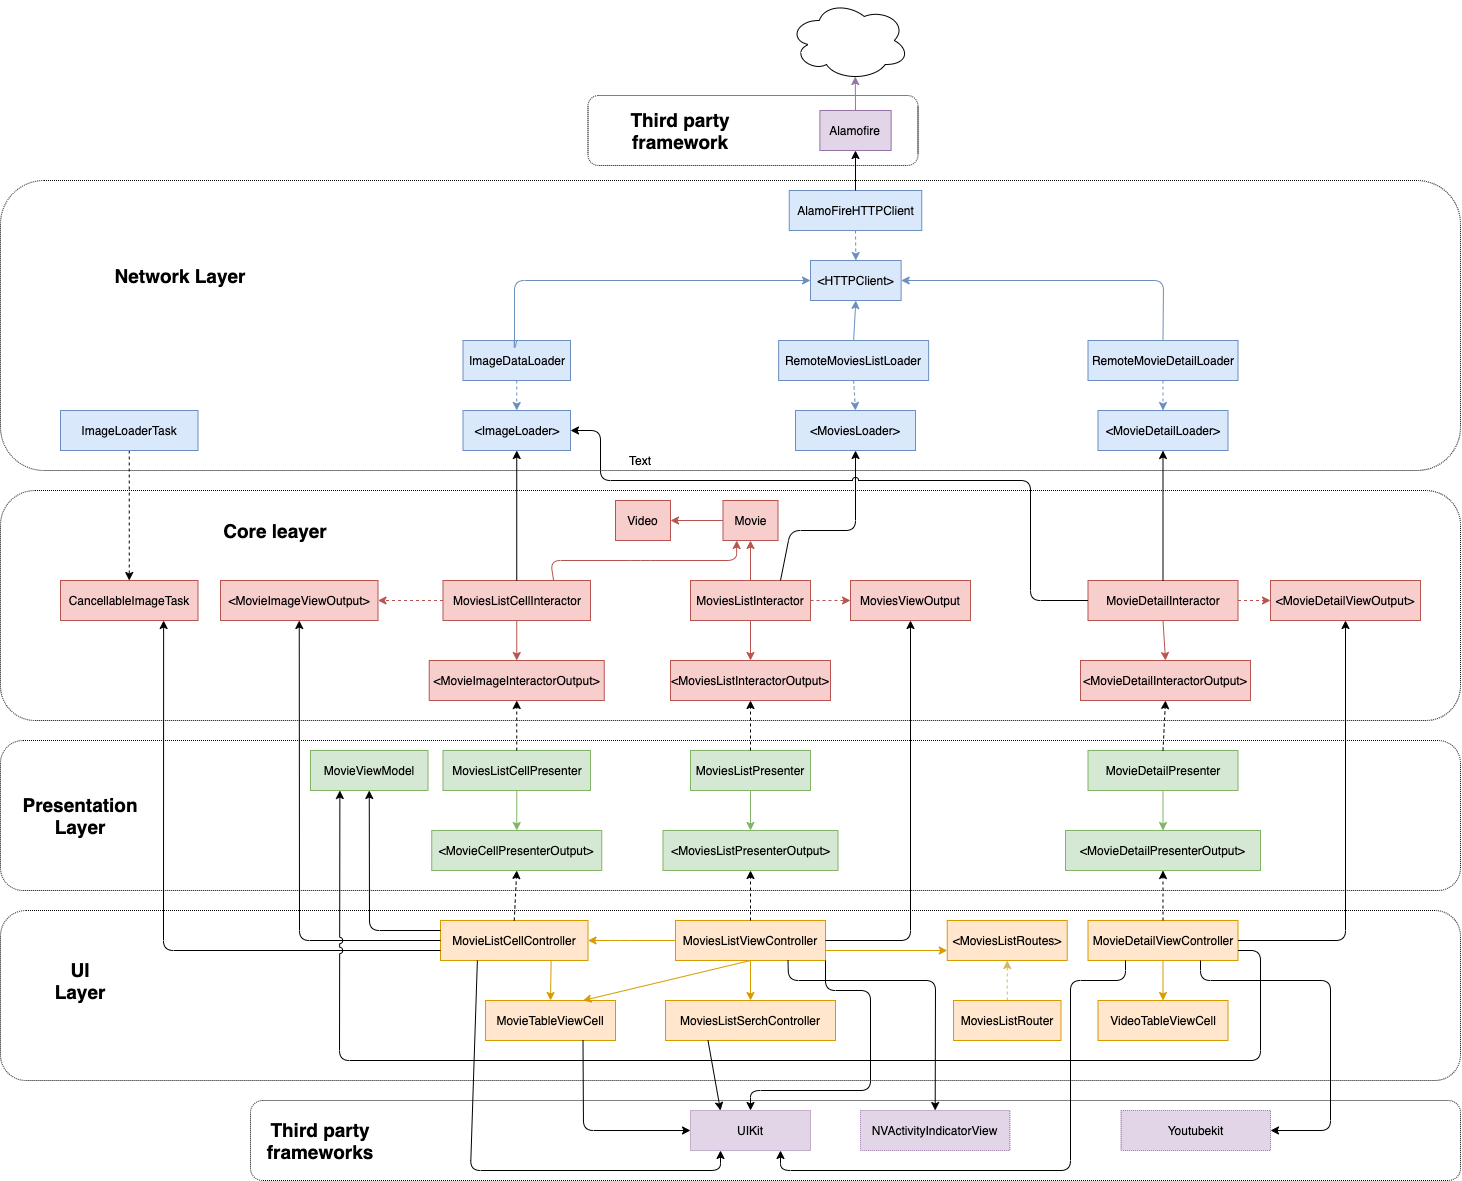 Third party
framework
Alamofire
AlamoFireHTTPClient
Network Layer
<HTTPClient>
ImageDataLoader
RemoteMoviesListLoader
RemoteMovieDetailLoader
ImageLoaderTask
<ImageLoader>
<MoviesLoader>
<MovieDetailLoader>
Text
Core leayer
Video
Movie
CancellableImageTask
<MovieImageViewOutput>
MoviesListCellInteractor
MoviesListInteractor
MoviesViewOutput
MovieDetailInteractor
<MovieDetailViewOutput>
<MovieImageInteractorOutput>
<MoviesListInteractorOutput>
<MovieDetailInteractorOutput>
MovieViewModel
MoviesListCellPresenter
MoviesListPresenter
MovieDetailPresenter
Presentation
Layer
<MovieCellPresenterOutput>
<MoviesListPresenterOutput>
<MovieDetailPresenterOutput>
MovieListCellController
MoviesListViewController
<MoviesListRoutes>
MovieDetailViewController
UI
Layer
MovieTableViewCell
MoviesListSerchController
MoviesListRouter
VideoTableViewCell
Third party
frameworks
UIKit
NVActivityIndicatorView
Youtubekit